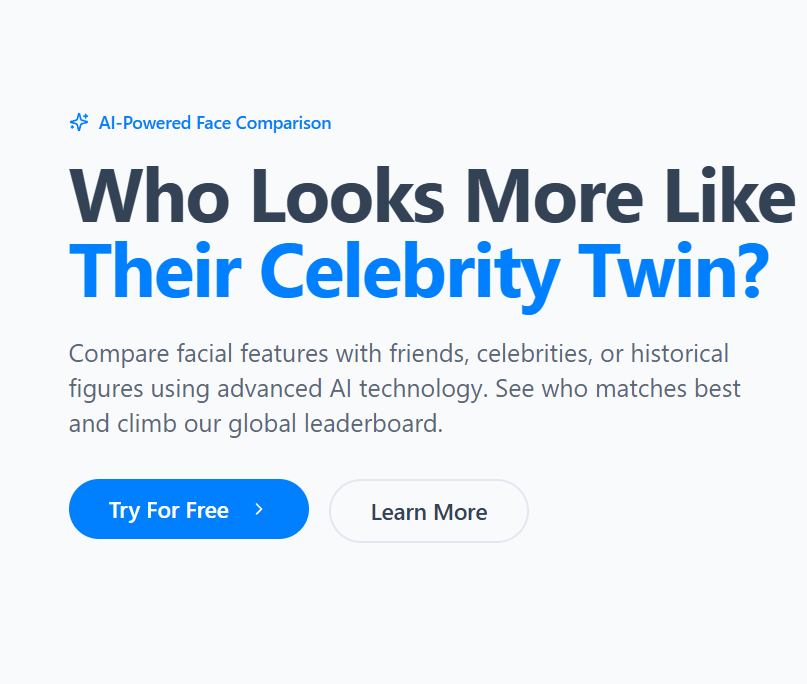 AI-Powered Face Comparison
Who Looks More Like
Their Celebrity Twin?
Compare facial features with friends, celebrities, or historical
figures using advanced AI technology. See who matches best
and climb our global leaderboard.
Try For Free
Learn More